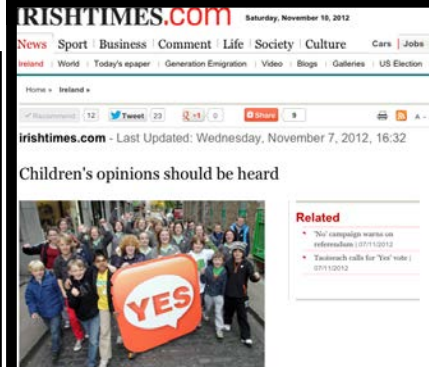 IRISHTIMES.COM Saturday, November 10, 2012
News Sport Business Comment Life Society Culture Cars Jobs
Ireland World Today's epaper Generation Emigration Video Blogs Galleries US Election
Home » Ireland »
Recommend 12 Tweet 23 +1 0 Share 9 A -
irishtimes.com - Last Updated: Wednesday, November 7, 2012, 16:32
Children's opinions should be heard
YES
Related
'No' campaign warns on
referendum | 07/11/2012
Taoiseach calls for 'Yes' vote |
07/11/2012